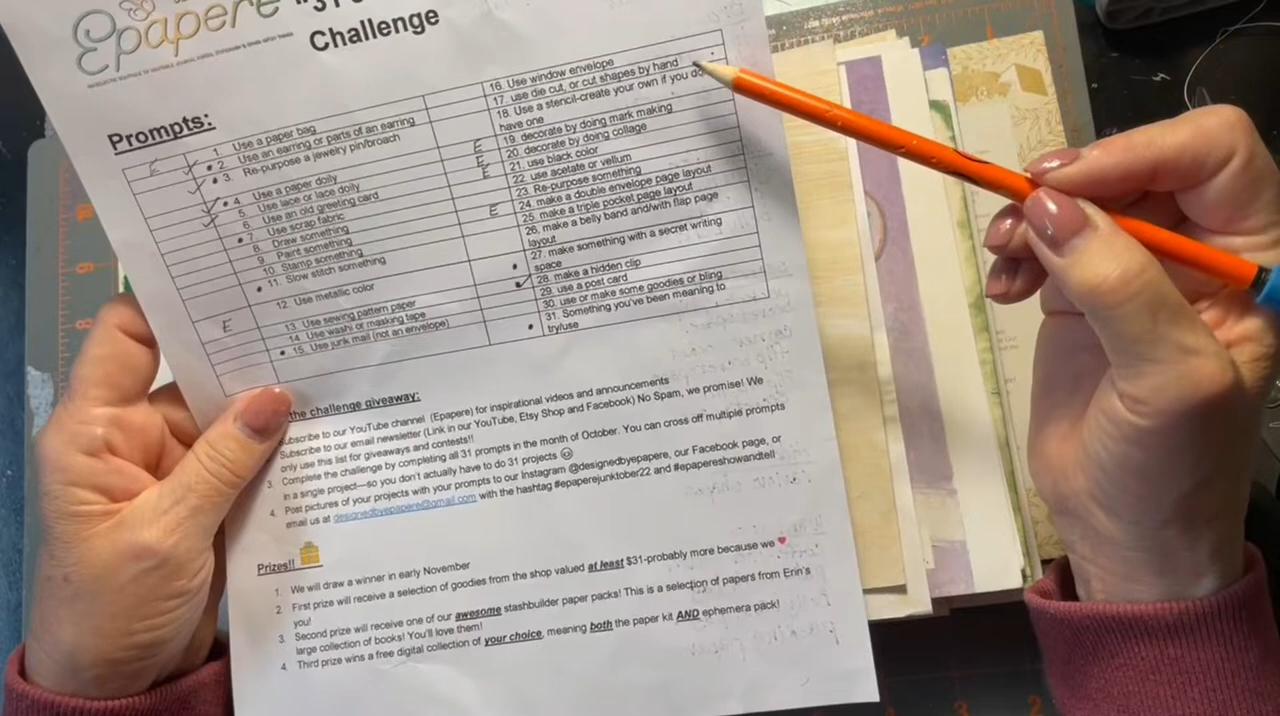 Epapere
Challenge
Prompts:
1. Use a paper bag
2. Use an earring or parts of an earring
3. Re-purpose a jewelry pin/broach
4. Use a paper doily
5. Use lace or lace doily
6. Use an old greeting card
7. Use scrap fabric
8. Draw something
9. Paint something
10. Stamp something
11. Slow stitch something
12. Use metallic color
13. Use sewing pattern paper
14. Use washi or masking tape
15. Use junk mail (not an envelope)
E
E
16. Use window envelope
17. use die cut, or cut shapes by hand
18. Use a stencil-create your own if you do
have one
19. decorate by doing mark making
20. decorate by doing collage
21. use black color
22. use acetate or vellum
23. Re-purpose something
24. make a double envelope page layout
25. make a triple pocket page layout
26. make a belly band and/with flap page
layout
27. make something with a secret writing
space
28. make a hidden clip
29. use a post card
30. use or make some goodies or bling
31. Something you've been meaning to
try/use
E
E
E
E
the challenge giveaway:
Subscribe to our YouTube channel (Epapere) for inspirational videos and announcements
Subscribe to our email newsletter (Link in our YouTube, Etsy Shop and Facebook) No Spam, we promise! We
only use this list for giveaways and contests!!
3. Complete the challenge by completing all 31 prompts in the month of October. You can cross off multiple prompts
in a single project—so you don't actually have to do 31 projects
4. Post pictures of your projects with your prompts to our Instagram @designedbyepapere, our Facebook page, or
email us at designedbyepapere@gmail.com with the hashtag #epaperejunktober22 and #epapereshowandtell
Prizes!!
1. We will draw a winner in early November
2. First prize will receive a selection of goodies from the shop valued at least $31-probably more because we
you!
3. Second prize will receive one of our awesome stashbuilder paper packs! This is a selection of papers from Erin's
large collection of books! You'll love them!
4. Third prize wins a free digital collection of your choice, meaning both the paper kit AND ephemera pack!